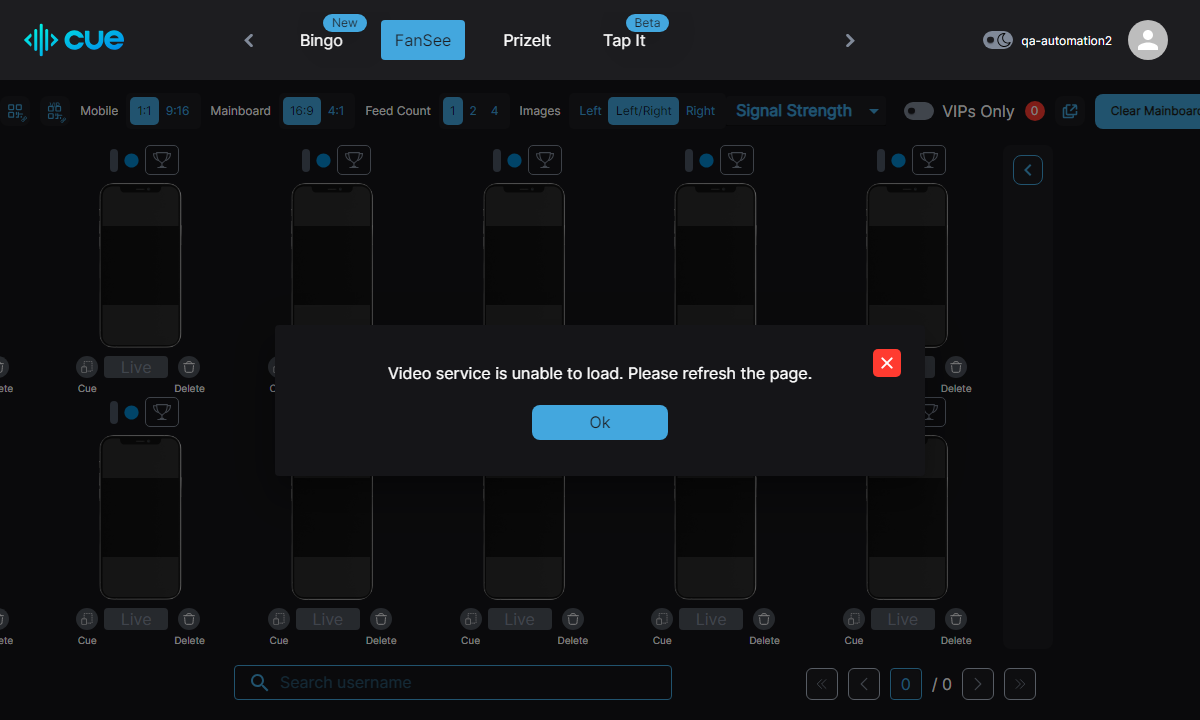 cue
New
Bingo
FanSee
PrizeIt
Beta
Tap It
qa-automation2
Mobile 1:1 9:16 Mainboard 16:9 4:1 Feed Count 1 2 4 Images Left Left/Right Right Signal Strength VIPs Only 0 Clear Mainboard
Live Live
Cue Delete Delete
Video service is unable to load. Please refresh the page.
Ok
Live Live Live Live Live
Cue Delete Cue Delete Cue Delete Cue Delete Cue Delete
Search username
0 / 0